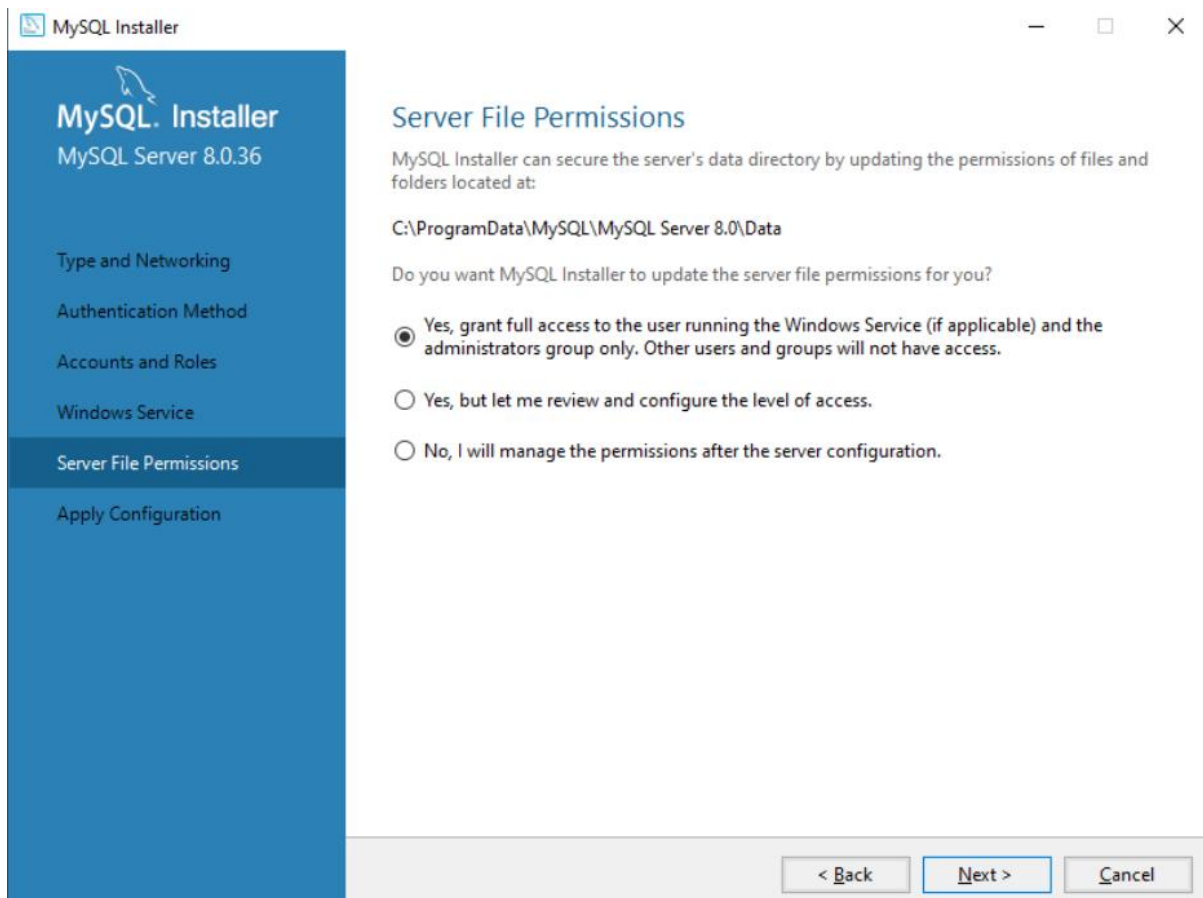 MySQL Installer
MySQL. Installer
MySQL Server 8.0.36
Type and Networking
Authentication Method
Accounts and Roles
Windows Service
Server File Permissions
Apply Configuration
Server File Permissions
MySQL Installer can secure the server's data directory by updating the permissions of files and
folders located at:
C:\ProgramData\MySQL\MySQL Server 8.0\Data
Do you want MySQL Installer to update the server file permissions for you?
Yes, grant full access to the user running the Windows Service (if applicable) and the
administrators group only. Other users and groups will not have access.
Yes, but let me review and configure the level of access.
No, I will manage the permissions after the server configuration.
< Back
Next >
Cancel